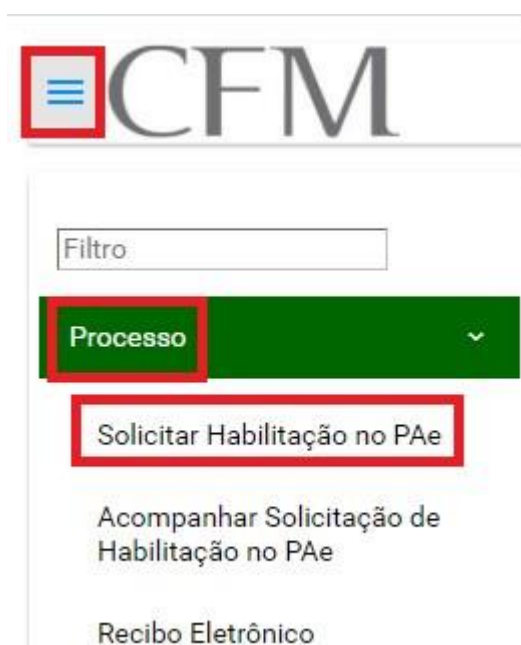 CFM
Filtro
Processo
Solicitar Habilitação no PAe
Acompanhar Solicitação de
Habilitação no PAe
Recibo Eletrônico